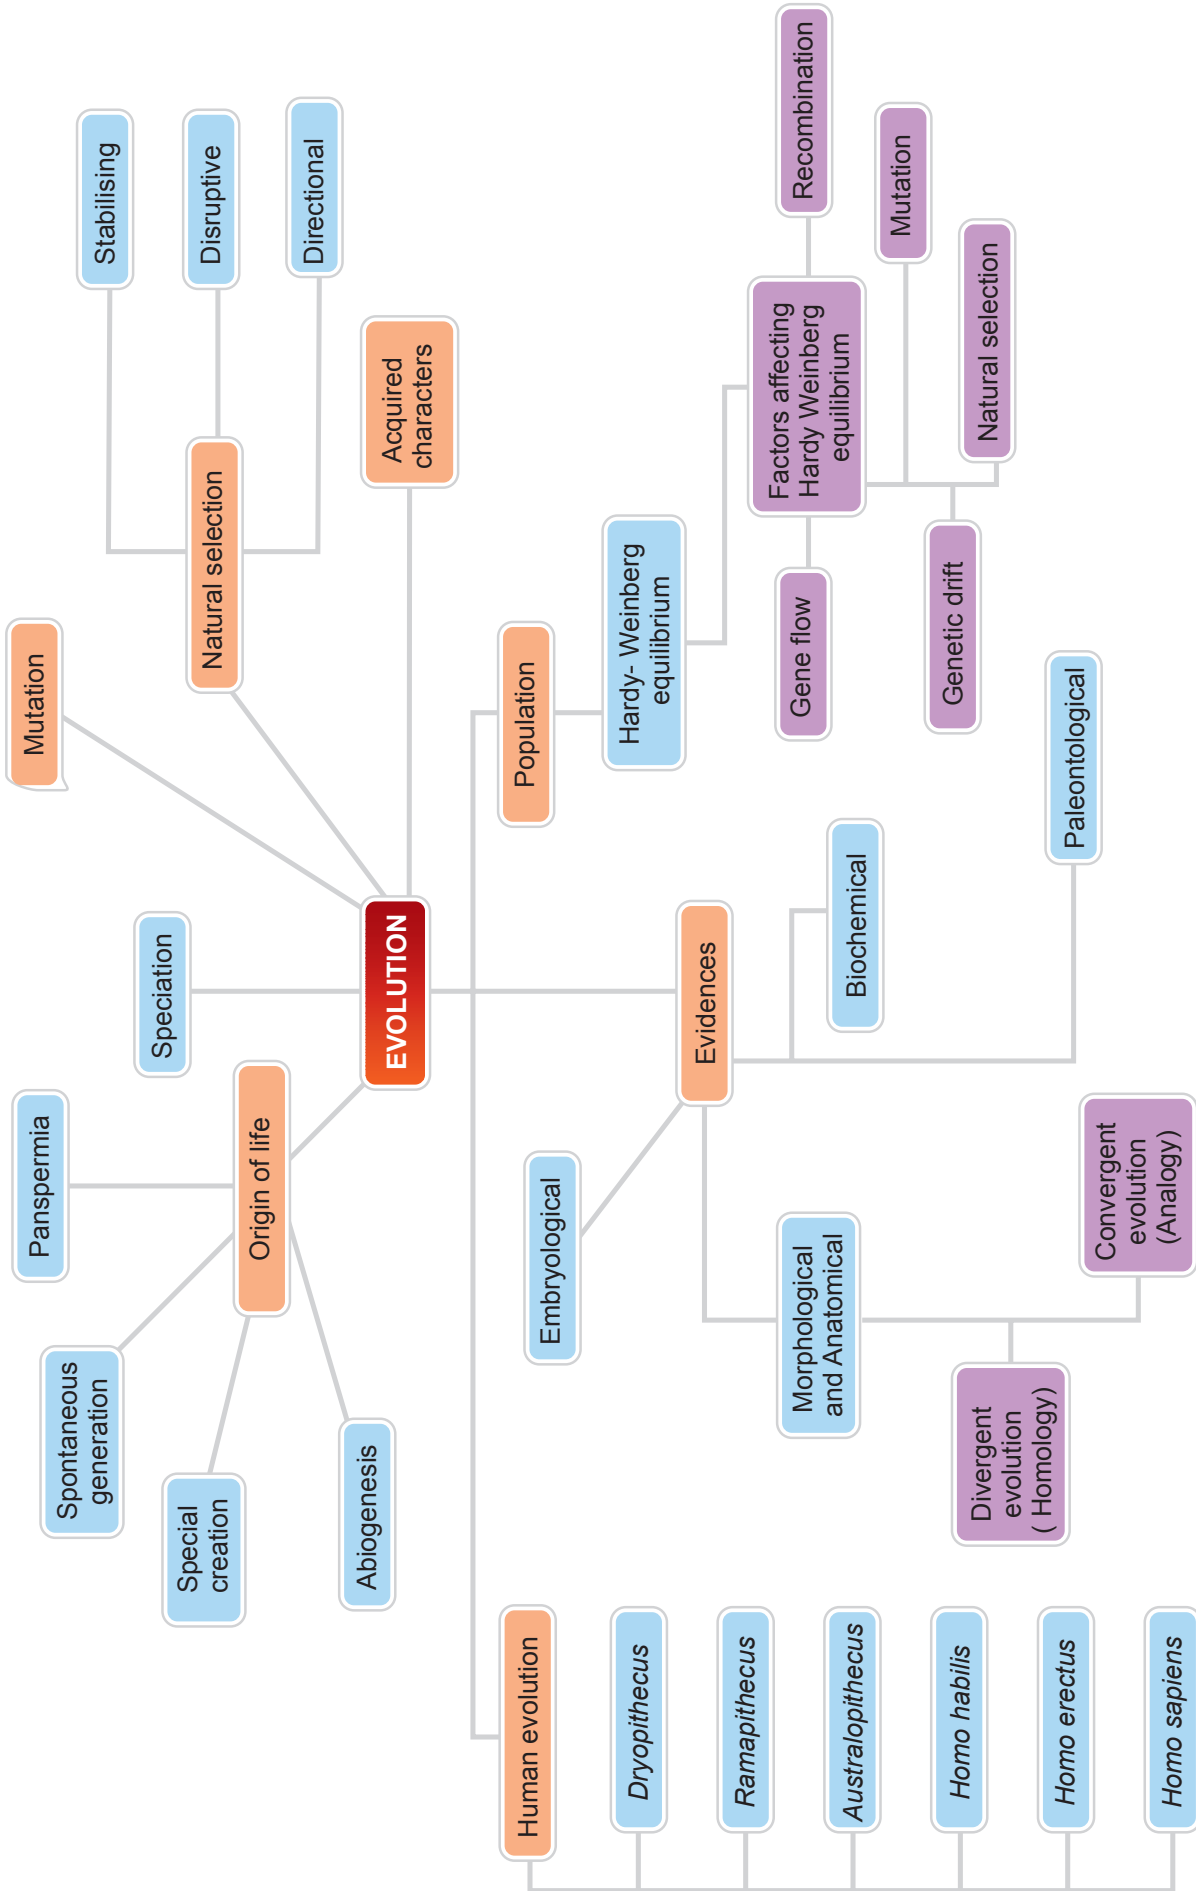 Panspermia
Spontaneous
generation
Special
creation
Abiogenesis
Origin of life
Speciation
Mutation
Natural selection
Stabilising
Disruptive
Directional
Acquired
characters
EVOLUTION
Human evolution
Dryopithecus
Ramapithecus
Australopithecus
Homo habilis
Homo erectus
Homo sapiens
Evidences
Embryological
Morphological
and Anatomical
Divergent
evolution
( Homology)
Convergent
evolution
(Analogy)
Biochemical
Paleontological
Population
Hardy- Weinberg
equilibrium
Factors affecting
Hardy Weinberg
equilibrium
Gene flow
Recombination
Mutation
Genetic drift
Natural selection